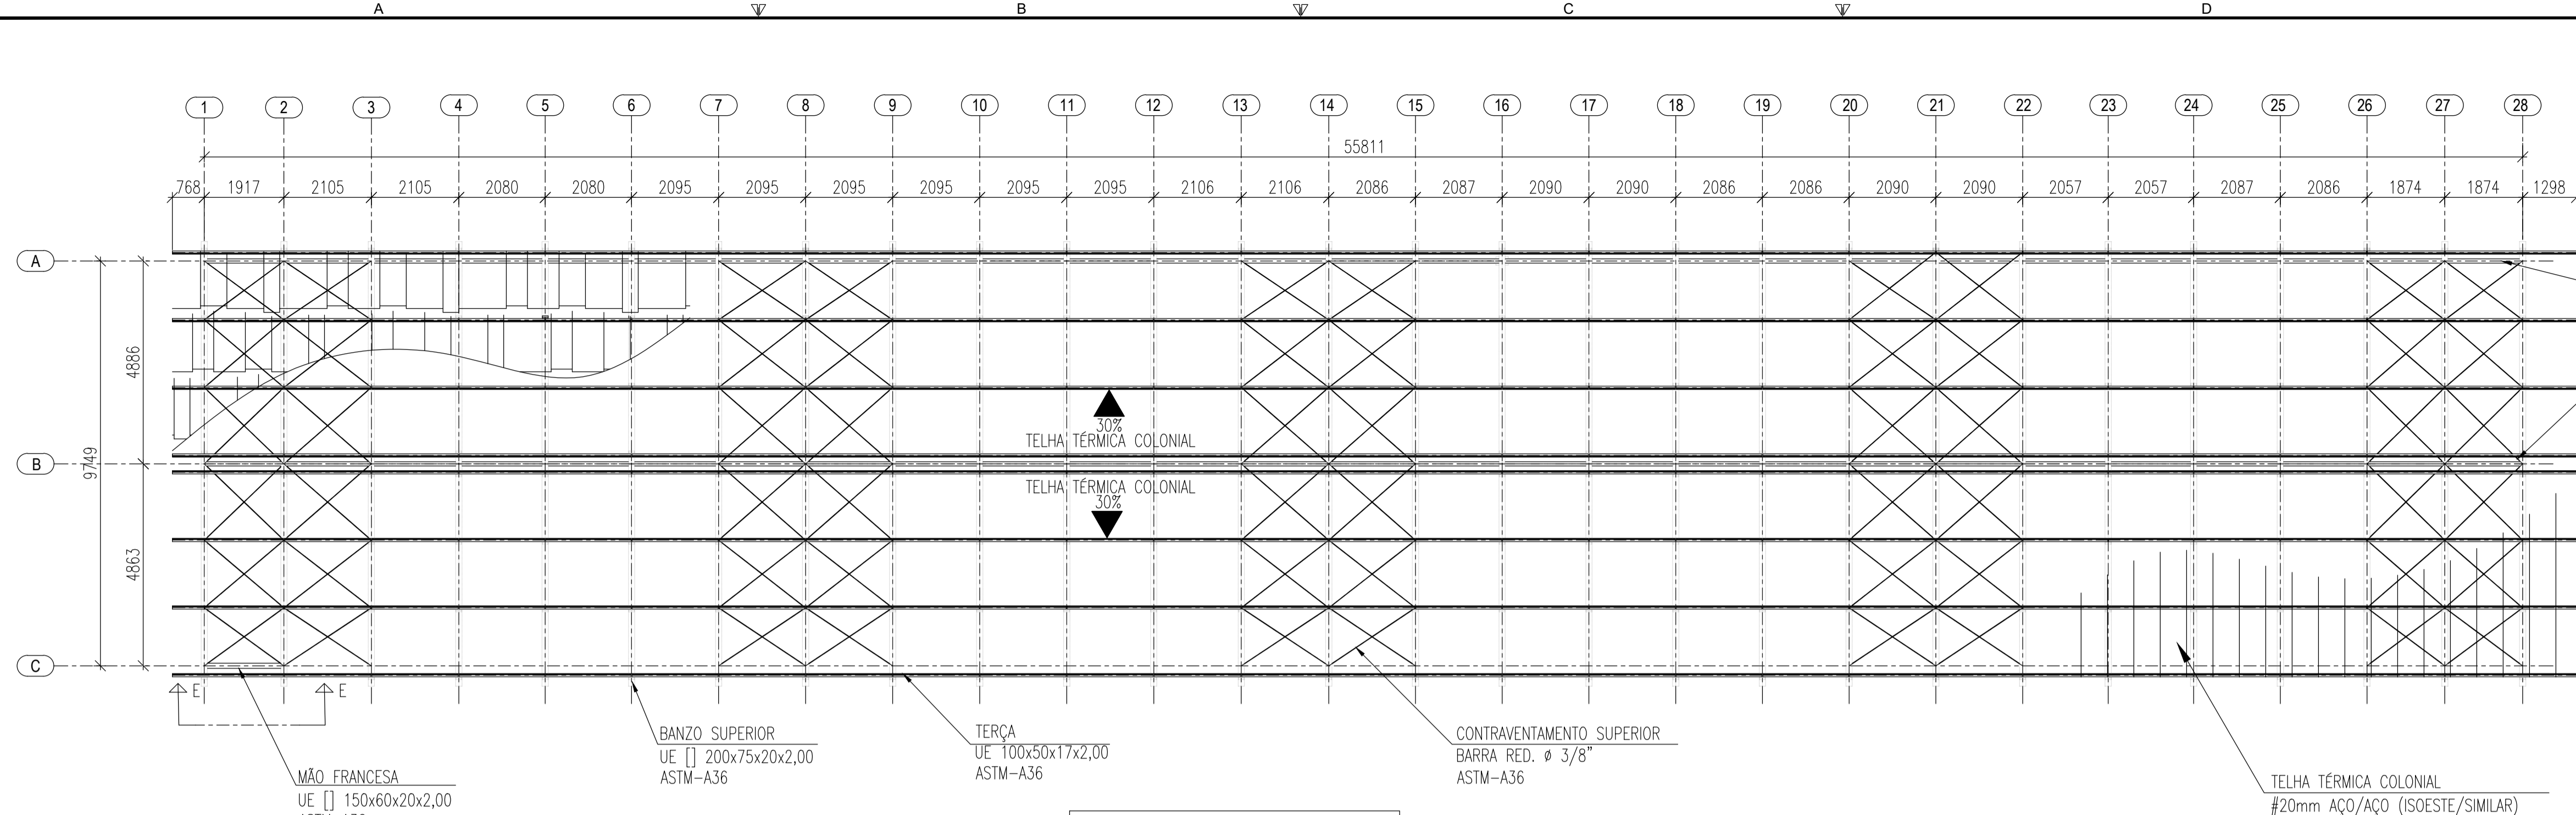 A B C D
1 2 3 4 5 6 7 8 9 10 11 12 13 14 15 16 17 18 19 20 21 22 23 24 25 26 27 28
55811
768 1917 2105 2105 2080 2080 2095 2095 2095 2095 2095 2095 2106 2106 2086 2087 2090 2090 2086 2086 2090 2090 2057 2057 2087 2086 1874 1874 1298
A
4886
30%
TELHA TÉRMICA COLONIAL
B
9749
TELHA TÉRMICA COLONIAL
30%
4863
C
E E
BANZO SUPERIOR
UE [] 200x75x20x2,00
ASTM-A36
TERÇA
UE 100x50x17x2,00
ASTM-A36
CONTRAVENTAMENTO SUPERIOR
BARRA RED. ø 3/8"
ASTM-A36
MÃO FRANCESA
UE [] 150x60x20x2,00
TELHA TÉRMICA COLONIAL
#20mm AÇO/AÇO (ISOESTE/SIMILAR)